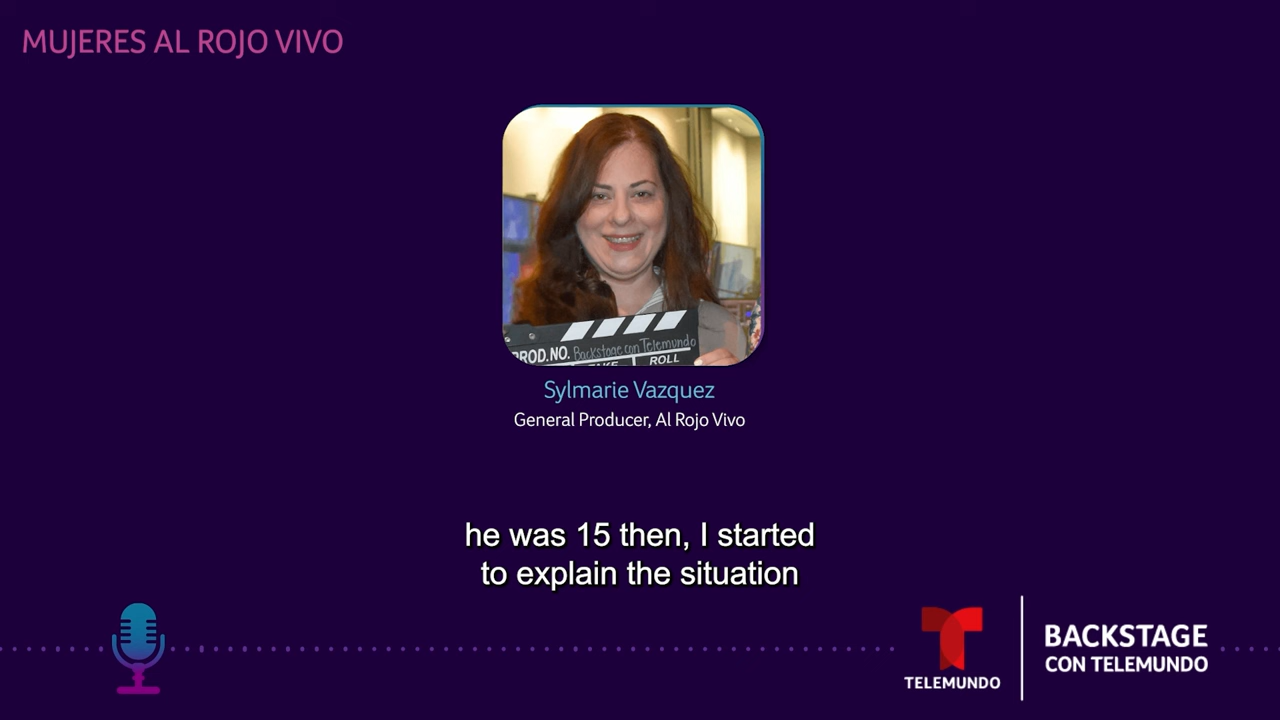 MUJERES AL ROJO VIVO
PROD.NO. Backstage con Telemundo
ROLL
Sylmarie Vazquez
General Producer, Al Rojo Vivo
he was 15 then, I started
to explain the situation
TELEMUNDO
BACKSTAGE
CON TELEMUNDO